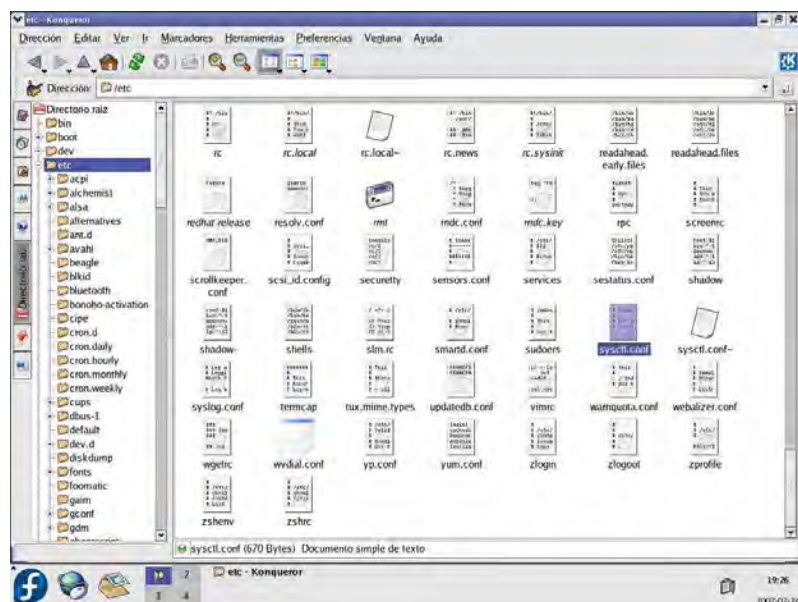 etc - Konqueror
Dirección Editar Ver Ir Marcadores Herramientas Preferencias Ventana Ayuda
Dirección: /etc
Directorio raiz
bin
boot
dev
etc
acpi
alchemist
alsa
alternatives
ant.d
avahi
beagle
blkid
bluetooth
bonobo-activation
cipe
cron.d
cron.daily
cron.hourly
cron.monthly
cron.weekly
cups
dbus-1
default
dev.d
diskdump
fonts
foomatic
gaim
gconf
gdm
Directorio raiz
rc rc.local rc.local~ rc.news rc.sysinit readahead. readahead.files
early.files
redhat-release resolv.conf rmt rndc.conf rndc.key rpc screenrc
scrollkeeper. scsi_id.config securetty sensors.conf services sestatus.conf shadow
conf
shadow- shells slrn.rc smartd.conf sudoers sysctl.conf sysctl.conf~
syslog.conf termcap tux.mime.types updatedb.conf vimrc warnquota.conf webalizer.conf
wgetrc wvdial.conf yp.conf yum.conf zlogin zlogout zprofile
zshenv zshrc
sysctl.conf (670 Bytes) Documento simple de texto
2
3 4
etc - Konqueror
19:26